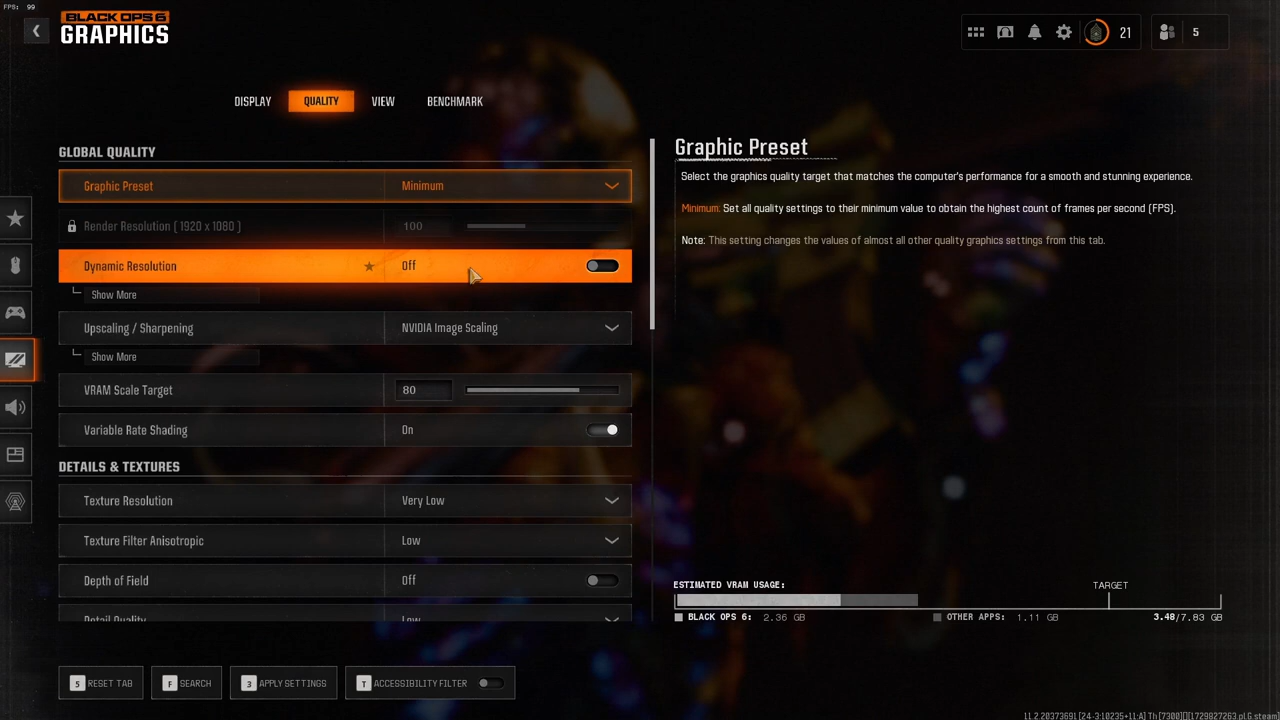 FPS: 99
BLACK OPS 6
GRAPHICS
21
5
DISPLAY
QUALITY
VIEW
BENCHMARK
GLOBAL QUALITY
Graphic Preset
Minimum
Render Resolution ( 1920 x 1080 )
100
Dynamic Resolution
Off
Show More
Upscaling / Sharpening
NVIDIA Image Scaling
Show More
VRAM Scale Target
80
Variable Rate Shading
On
DETAILS & TEXTURES
Texture Resolution
Very Low
Texture Filter Anisotropic
Low
Depth of Field
Off
Detail Quality
Low
Graphic Preset
Select the graphics quality target that matches the computer's performance for a smooth and stunning experience.
Minimum: Set all quality settings to their minimum value to obtain the highest count of frames per second (FPS).
Note: This setting changes the values of almost all other quality graphics settings from this tab.
ESTIMATED VRAM USAGE:
TARGET
BLACK OPS 6: 2.36 GB
OTHER APPS: 1.11 GB
3.48/7.83 GB
5 RESET TAB
F SEARCH
3 APPLY SETTINGS
T ACCESSIBILITY FILTER